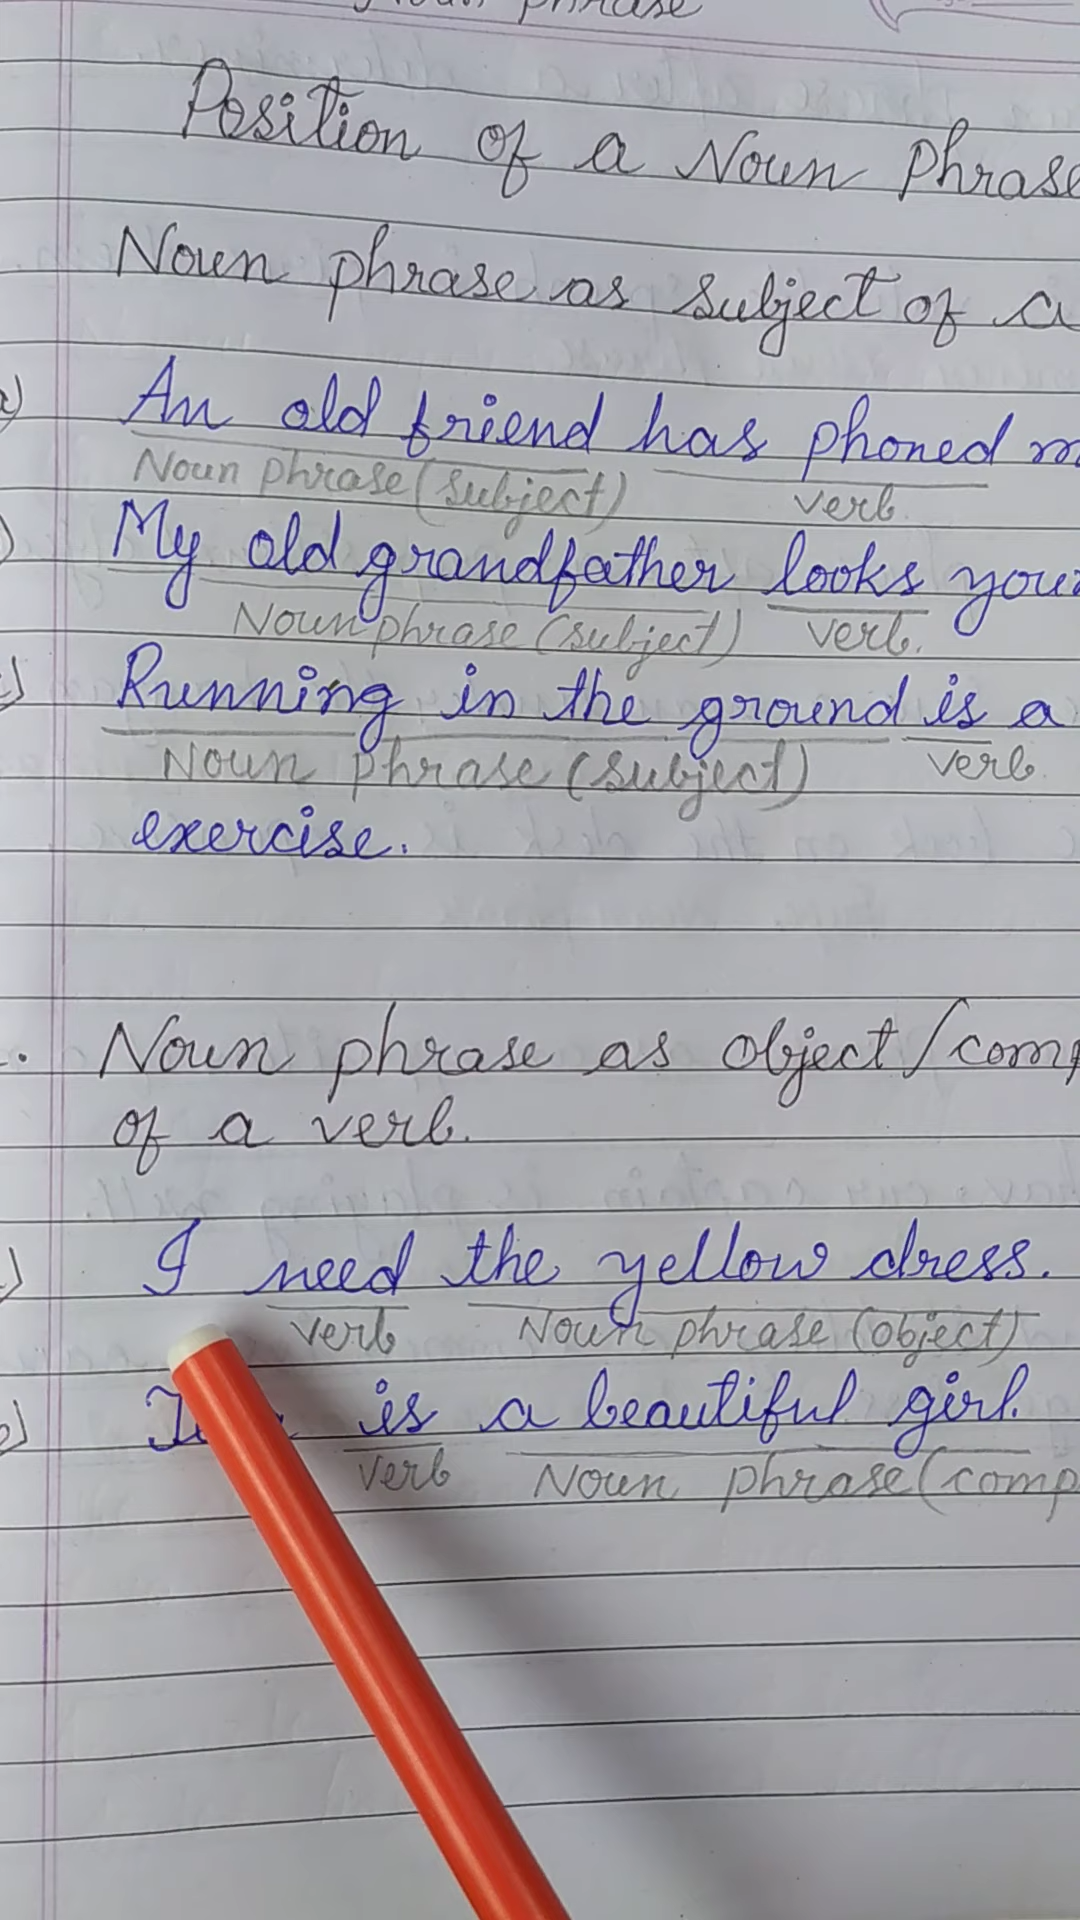 Noun phrase
Position of a Noun Phrase
Noun phrase as subject of a
An old friend has phoned
Noun phrase (subject) verb
My old grandfather looks
Noun phrase (subject) verb.
Running in the ground is a
Noun phrase (subject) verb
exercise.
Noun phrase as object/comp
of a verb.
I need the yellow dress.
verb Noun phrase (object)
is a beautiful girl.
verb Noun phrase (comp